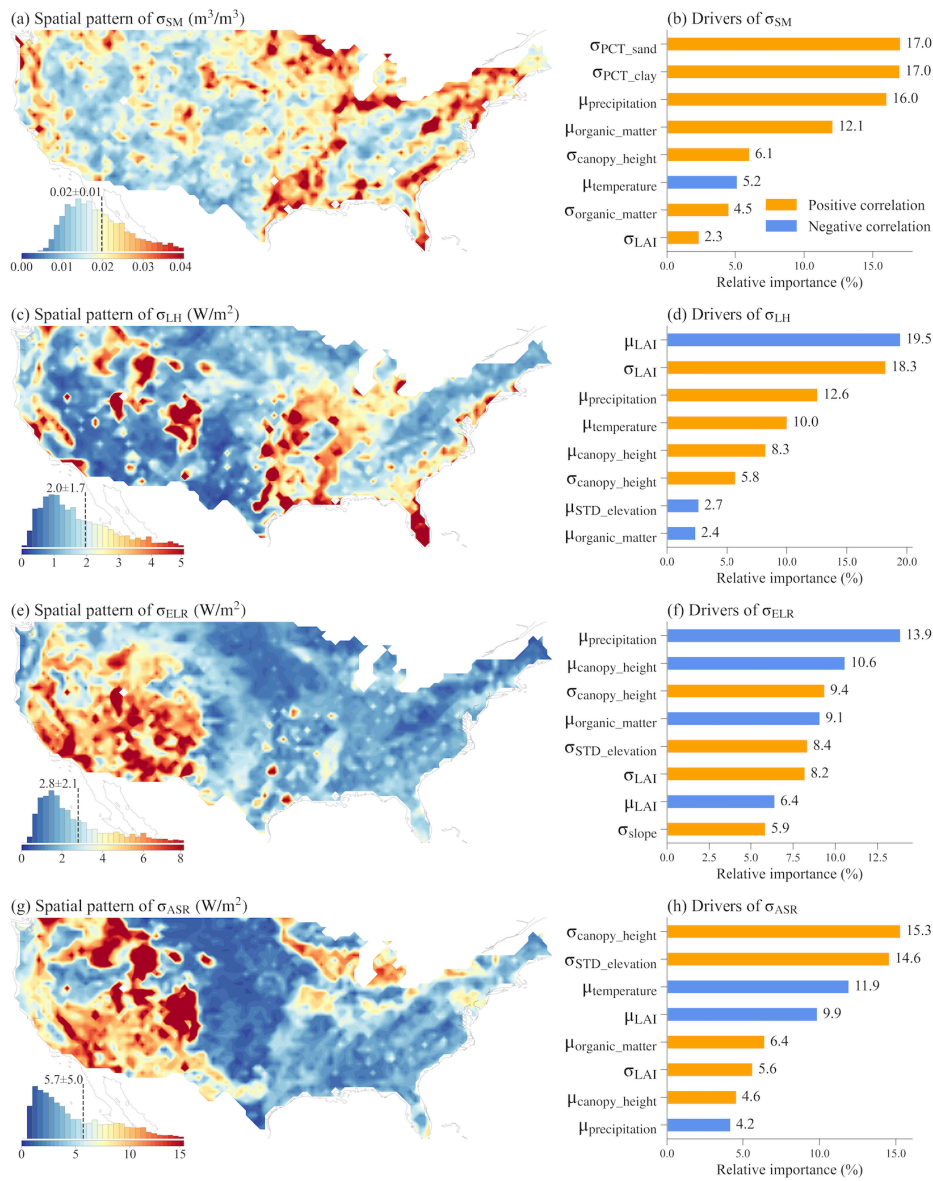 (a) Spatial pattern of σSM (m³/m³)
0.02±0.01
0.00 0.01 0.02 0.03 0.04
(b) Drivers of σSM
σPCT_sand 17.0
σPCT_clay 17.0
μprecipitation 16.0
μorganic_matter 12.1
σcanopy_height 6.1
μtemperature 5.2
σorganic_matter 4.5
σLAI 2.3
Positive correlation
Negative correlation
0.0 5.0 10.0 15.0
Relative importance (%)
(c) Spatial pattern of σLH (W/m²)
2.0±1.7
0 1 2 3 4 5
(d) Drivers of σLH
μLAI 19.5
σLAI 18.3
μprecipitation 12.6
μtemperature 10.0
μcanopy_height 8.3
σcanopy_height 5.8
μSTD_elevation 2.7
μorganic_matter 2.4
0.0 5.0 10.0 15.0 20.0
Relative importance (%)
(e) Spatial pattern of σELR (W/m²)
2.8±2.1
0 2 4 6 8
(f) Drivers of σELR
μprecipitation 13.9
μcanopy_height 10.6
σcanopy_height 9.4
μorganic_matter 9.1
σSTD_elevation 8.4
σLAI 8.2
μLAI 6.4
σslope 5.9
0.0 2.5 5.0 7.5 10.0 12.5
Relative importance (%)
(g) Spatial pattern of σASR (W/m²)
5.7±5.0
0 5 10 15
(h) Drivers of σASR
σcanopy_height 15.3
σSTD_elevation 14.6
μtemperature 11.9
μLAI 9.9
μorganic_matter 6.4
σLAI 5.6
μcanopy_height 4.6
μprecipitation 4.2
0.0 5.0 10.0 15.0
Relative importance (%)